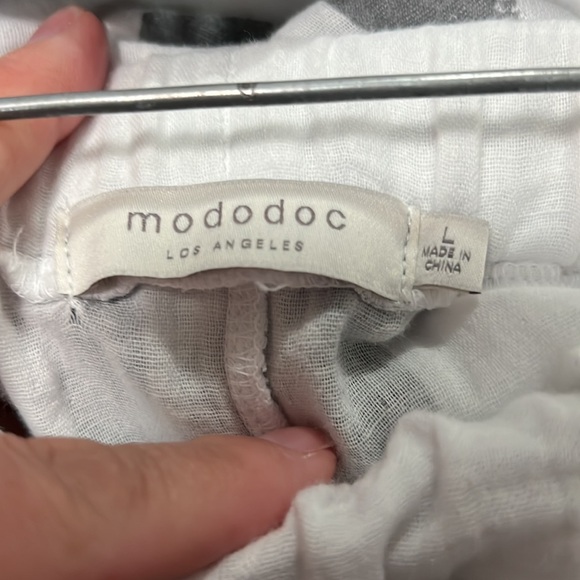 mododoc
LOS ANGELES
L
MADE IN
CHINA